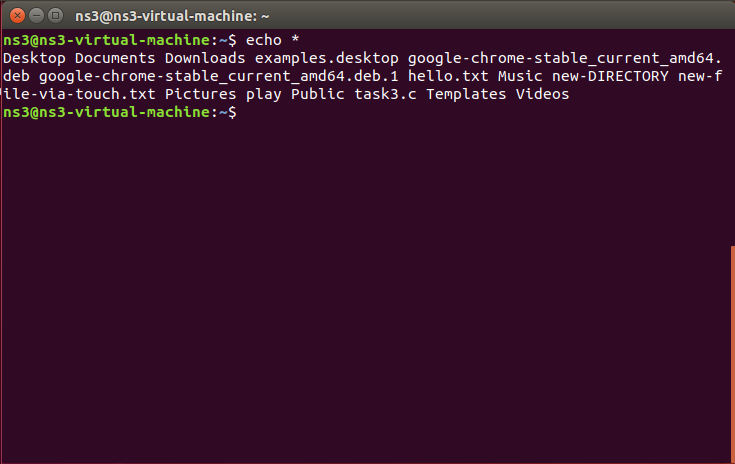 ns3@ns3-virtual-machine: ~
ns3@ns3-virtual-machine:~$ echo *
Desktop Documents Downloads examples.desktop google-chrome-stable_current_amd64.
deb google-chrome-stable_current_amd64.deb.1 hello.txt Music new-DIRECTORY new-f
ile-via-touch.txt Pictures play Public task3.c Templates Videos
ns3@ns3-virtual-machine:~$